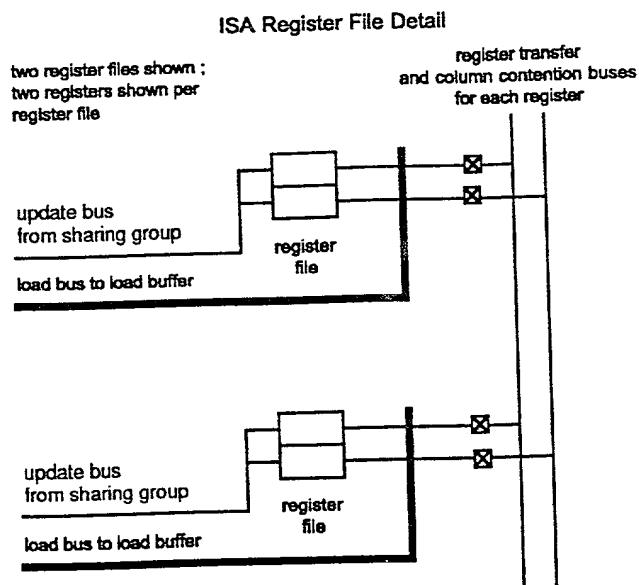 ISA Register File Detail
two register files shown ;
two registers shown per
register file
register transfer
and column contention buses
for each register
update bus
from sharing group
register
file
load bus to load buffer
update bus
from sharing group
register
file
load bus to load buffer